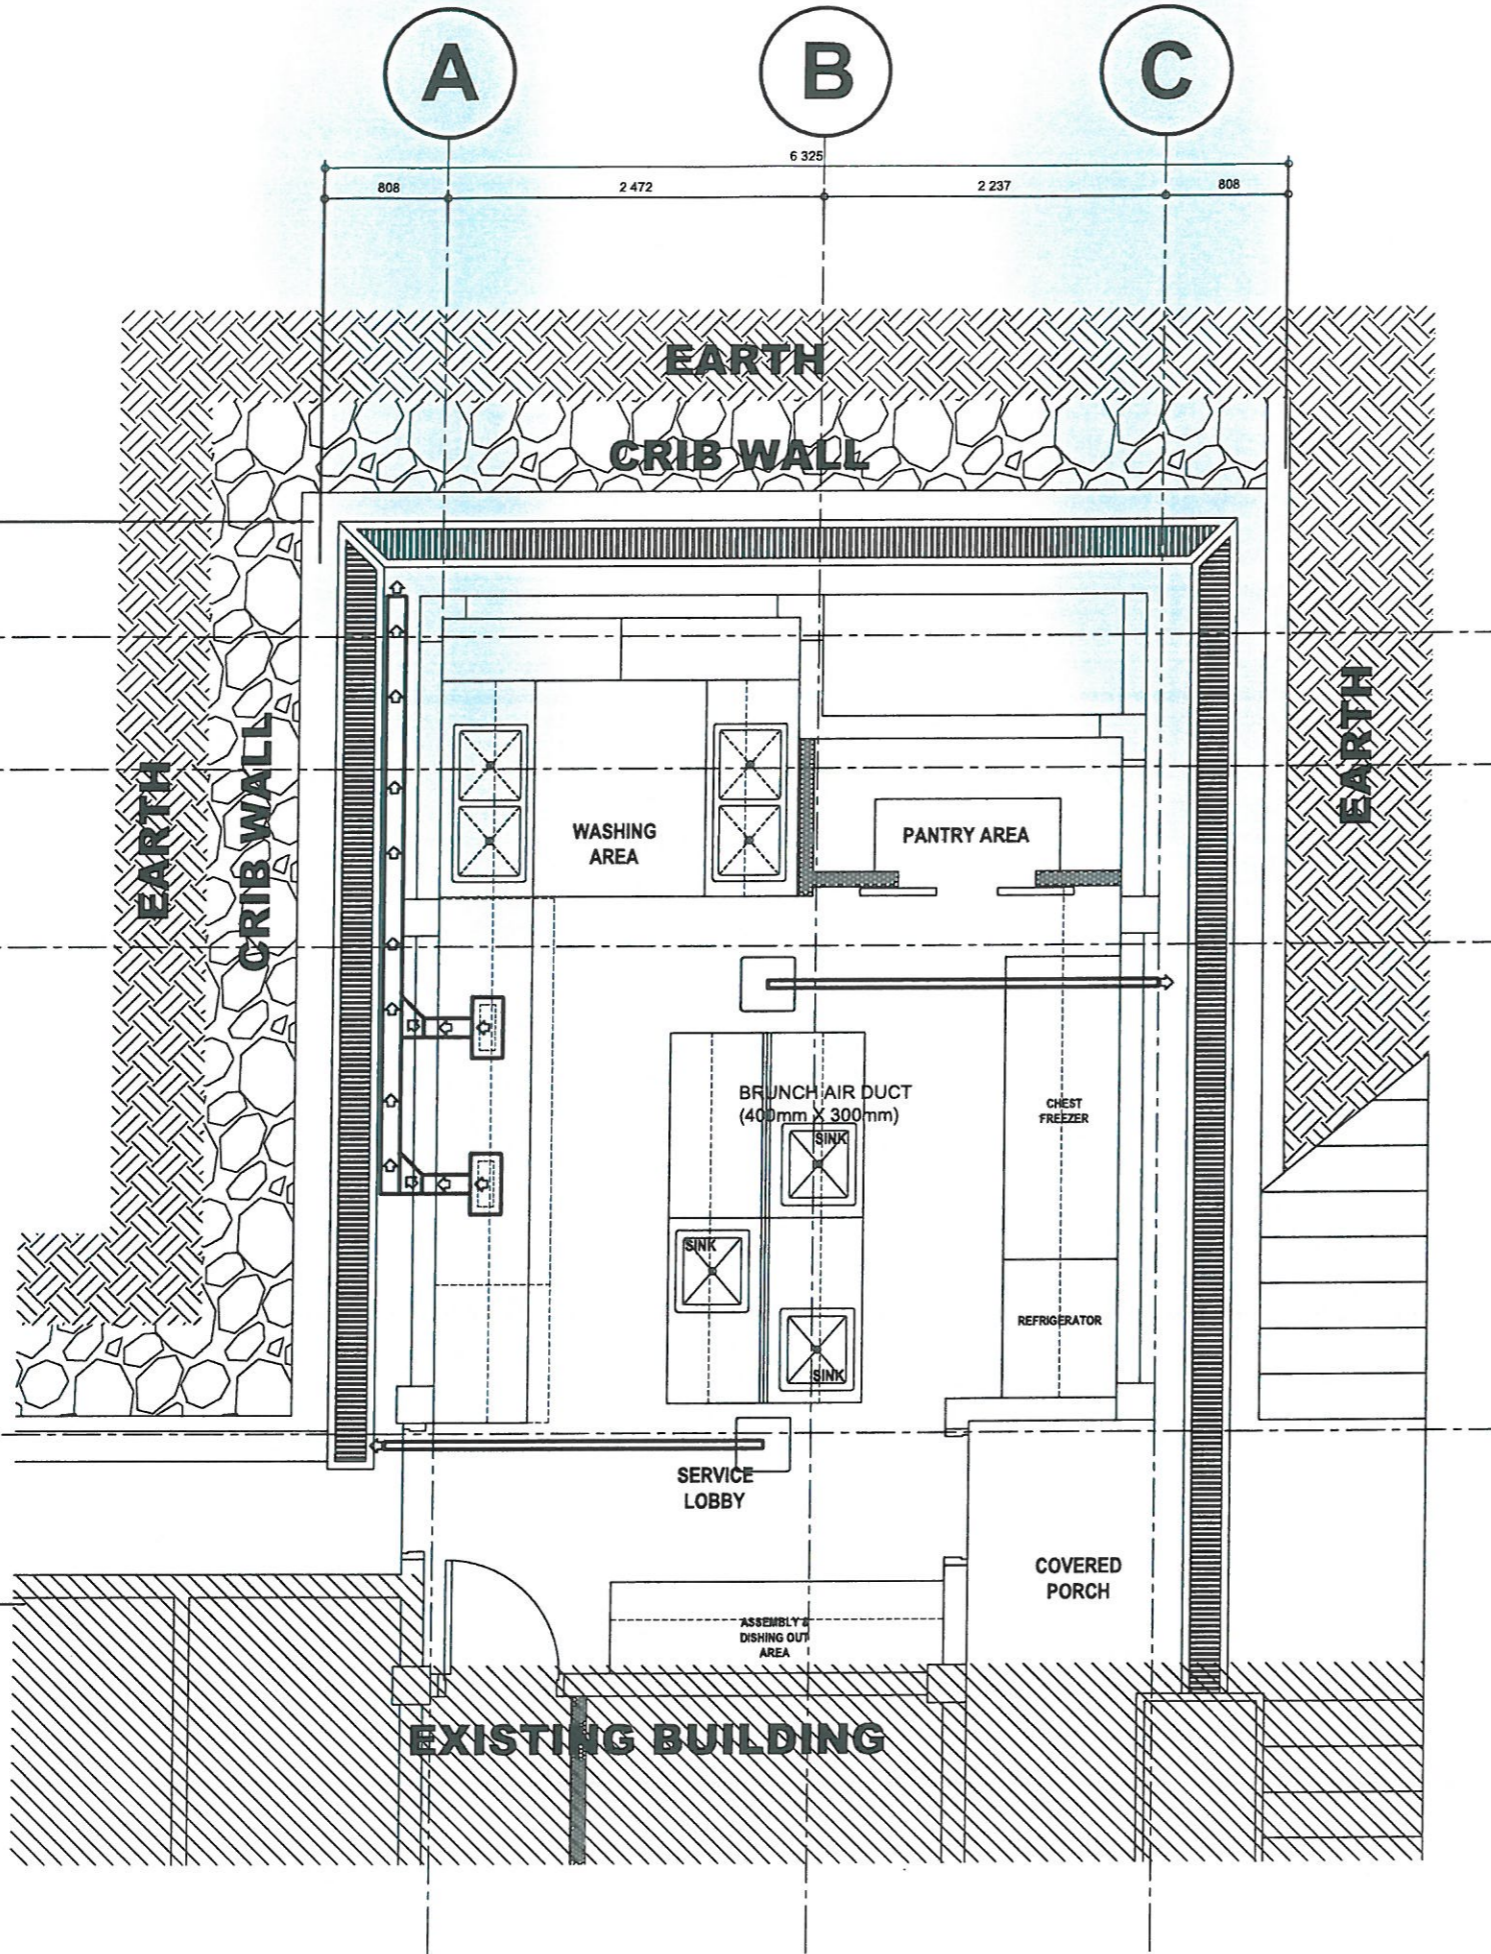 A
B
C
6 325
808
2 472
2 237
808
EARTH
CRIB WALL
EARTH
CRIB WALL
EARTH
WASHING
AREA
PANTRY AREA
BRUNCH AIR DUCT
(400mm X 300mm)
CHEST
FREEZER
SINK
SINK
SINK
REFRIGERATOR
SERVICE
LOBBY
COVERED
PORCH
ASSEMBLY &
DISHING OUT
AREA
EXISTING BUILDING